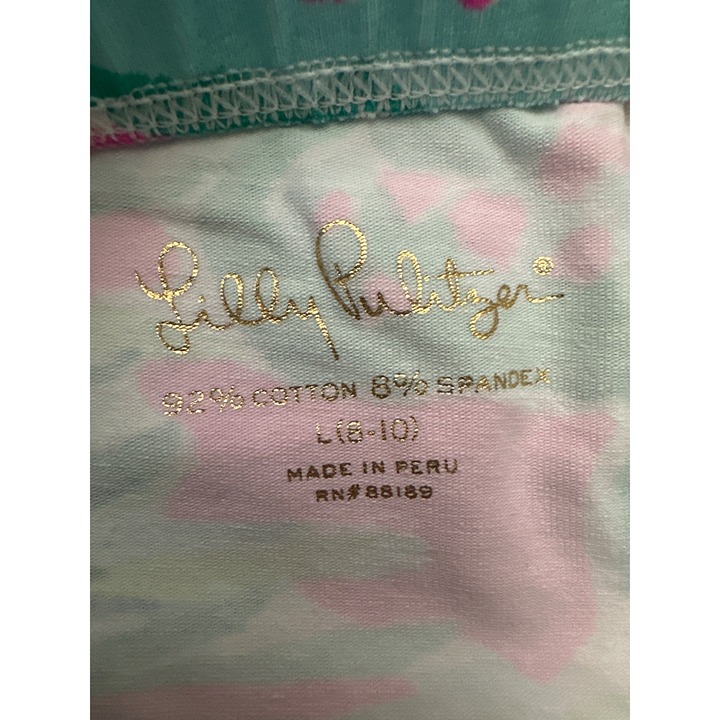 Lilly Pulitzer®
92% COTTON 8% SPANDEX
L(8-10)
MADE IN PERU
RN# 88189